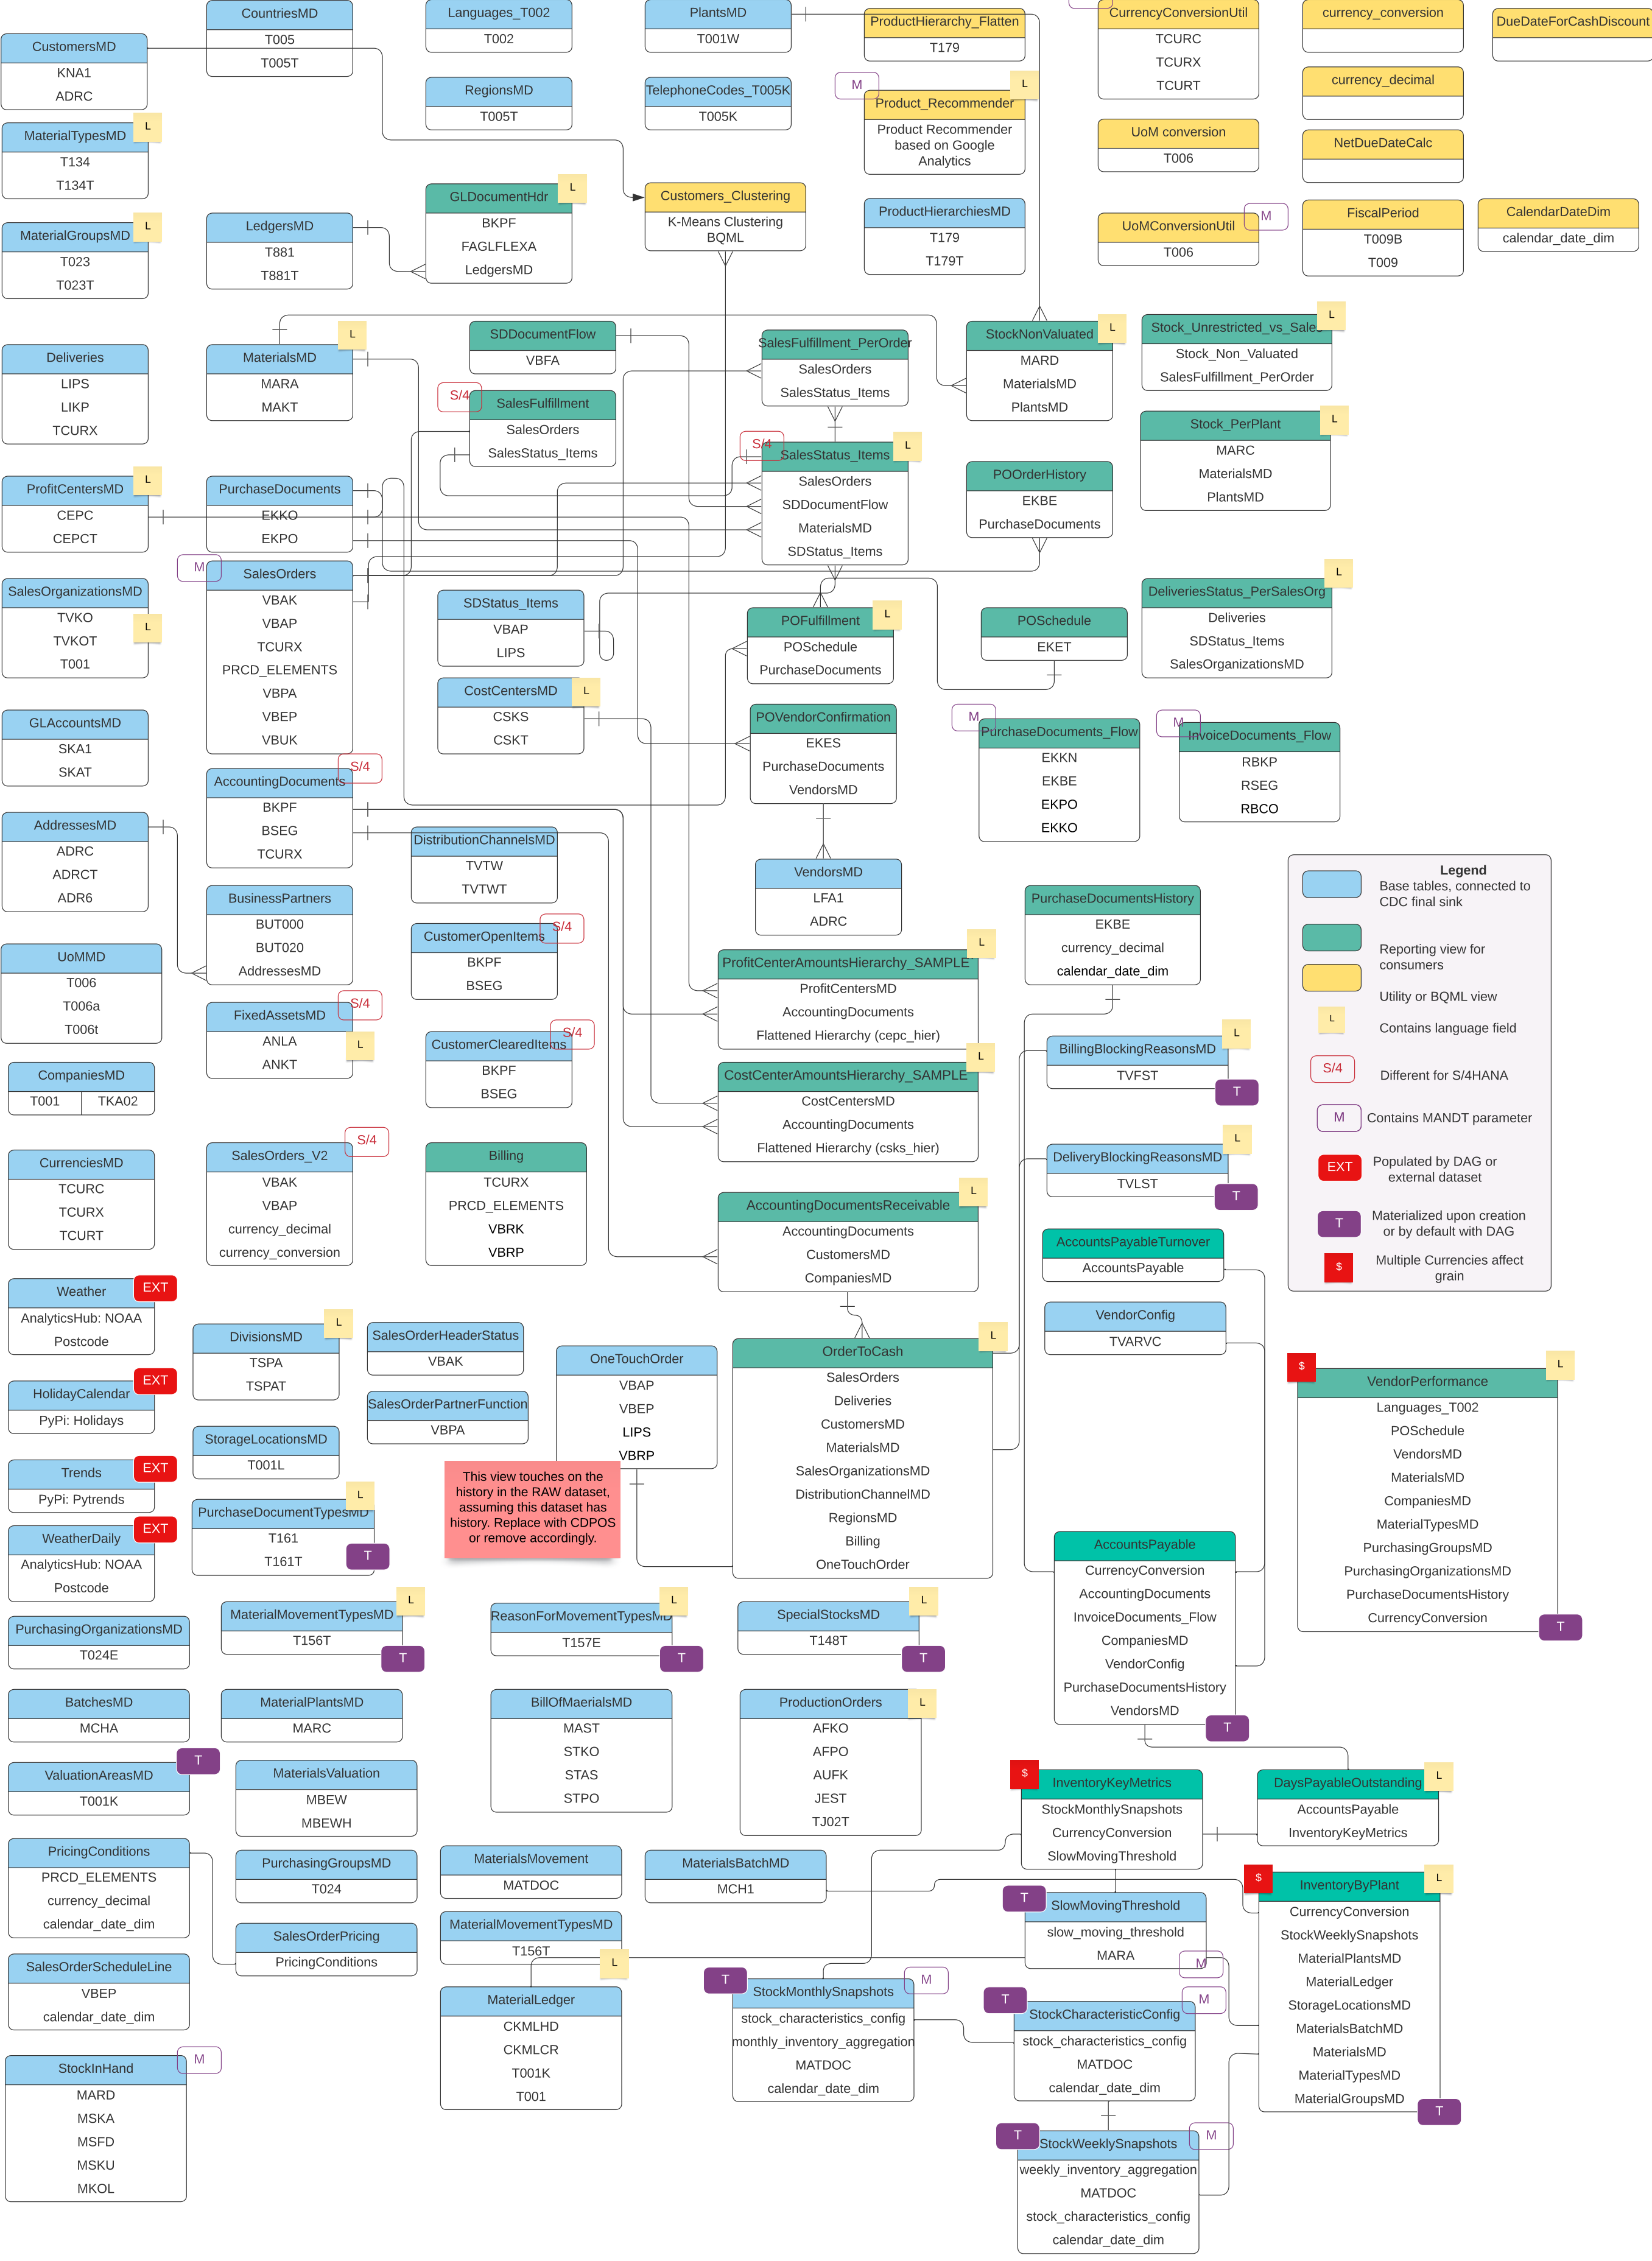 CountriesMD
T005
T005T
Languages_T002
T002
PlantsMD
T001W
ProductHierarchy_Flatten
T179
CurrencyConversionUtil
TCURC
TCURX
TCURT
currency_conversion
DueDateForCashDiscount
CustomersMD
KNA1
ADRC
RegionsMD
T005T
TelephoneCodes_T005K
T005K
M
L
Product_Recommender
Product Recommender
based on Google
Analytics
currency_decimal
L
MaterialTypesMD
T134
T134T
UoM conversion
T006
NetDueDateCalc
L
GLDocumentHdr
BKPF
FAGLFLEXA
LedgersMD
Customers_Clustering
K-Means Clustering
BQML
ProductHierarchiesMD
T179
T179T
M
UoMConversionUtil
T006
FiscalPeriod
T009B
T009
CalendarDateDim
calendar_date_dim
L
MaterialGroupsMD
T023
T023T
LedgersMD
T881
T881T
Deliveries
LIPS
LIKP
TCURX
L
MaterialsMD
MARA
MAKT
SDDocumentFlow
VBFA
SalesFulfillment_PerOrder
SalesOrders
SalesStatus_Items
L
StockNonValuated
MARD
MaterialsMD
PlantsMD
L
Stock_Unrestricted_vs_Sales
Stock_Non_Valuated
SalesFulfillment_PerOrder
S/4
SalesFulfillment
SalesOrders
SalesStatus_Items
L
Stock_PerPlant
MARC
MaterialsMD
PlantsMD
S/4
L
SalesStatus_Items
SalesOrders
SDDocumentFlow
MaterialsMD
SDStatus_Items
POOrderHistory
EKBE
PurchaseDocuments
L
ProfitCentersMD
CEPC
CEPCT
PurchaseDocuments
EKKO
EKPO
M
SalesOrders
VBAK
VBAP
TCURX
PRCD_ELEMENTS
VBPA
VBEP
VBUK
SalesOrganizationsMD
TVKO
TVKOT
T001
L
SDStatus_Items
VBAP
LIPS
L
POFulfillment
POSchedule
PurchaseDocuments
POSchedule
EKET
L
DeliveriesStatus_PerSalesOrg
Deliveries
SDStatus_Items
SalesOrganizationsMD
L
CostCentersMD
CSKS
CSKT
GLAccountsMD
SKA1
SKAT
POVendorConfirmation
EKES
PurchaseDocuments
VendorsMD
M
PurchaseDocuments_Flow
EKKN
EKBE
EKPO
EKKO
M
InvoiceDocuments_Flow
RBKP
RSEG
RBCO
S/4
AccountingDocuments
BKPF
BSEG
TCURX
AddressesMD
ADRC
ADRCT
ADR6
DistributionChannelsMD
TVTW
TVTWT
VendorsMD
LFA1
ADRC
BusinessPartners
BUT000
BUT020
AddressesMD
PurchaseDocumentsHistory
EKBE
currency_decimal
calendar_date_dim
Legend
Base tables, connected to
CDC final sink
Reporting view for
consumers
Utility or BQML view
L
Contains language field
S/4
Different for S/4HANA
M
Contains MANDT parameter
EXT
Populated by DAG or
external dataset
T
Materialized upon creation
or by default with DAG
$
Multiple Currencies affect
grain
UoMMD
T006
T006a
T006t
S/4
CustomerOpenItems
BKPF
BSEG
L
ProfitCenterAmountsHierarchy_SAMPLE
ProfitCentersMD
AccountingDocuments
Flattened Hierarchy (cepc_hier)
S/4
FixedAssetsMD
ANLA
ANKT
L
S/4
CustomerClearedItems
BKPF
BSEG
L
BillingBlockingReasonsMD
TVFST
T
CompaniesMD
T001
TKA02
L
CostCenterAmountsHierarchy_SAMPLE
CostCentersMD
AccountingDocuments
Flattened Hierarchy (csks_hier)
CurrenciesMD
TCURC
TCURX
TCURT
S/4
SalesOrders_V2
VBAK
VBAP
currency_decimal
currency_conversion
Billing
TCURX
PRCD_ELEMENTS
VBRK
VBRP
L
DeliveryBlockingReasonsMD
TVLST
T
L
AccountingDocumentsReceivable
AccountingDocuments
CustomersMD
CompaniesMD
AccountsPayableTurnover
AccountsPayable
VendorConfig
TVARVC
EXT
Weather
AnalyticsHub: NOAA
Postcode
L
DivisionsMD
TSPA
TSPAT
SalesOrderHeaderStatus
VBAK
OneTouchOrder
VBAP
VBEP
LIPS
VBRP
L
OrderToCash
SalesOrders
Deliveries
CustomersMD
MaterialsMD
SalesOrganizationsMD
DistributionChannelMD
RegionsMD
Billing
OneTouchOrder
$
L
VendorPerformance
Languages_T002
POSchedule
VendorsMD
MaterialsMD
CompaniesMD
MaterialTypesMD
PurchasingGroupsMD
PurchasingOrganizationsMD
PurchaseDocumentsHistory
CurrencyConversion
T
EXT
HolidayCalendar
PyPi: Holidays
SalesOrderPartnerFunction
VBPA
StorageLocationsMD
T001L
EXT
Trends
PyPi: Pytrends
This view touches on the
history in the RAW dataset,
assuming this dataset has
history. Replace with CDPOS
or remove accordingly.
L
PurchaseDocumentTypesMD
T161
T161T
T
EXT
WeatherDaily
AnalyticsHub: NOAA
Postcode
AccountsPayable
CurrencyConversion
AccountingDocuments
InvoiceDocuments_Flow
CompaniesMD
VendorConfig
PurchaseDocumentsHistory
VendorsMD
T
PurchasingOrganizationsMD
T024E
L
MaterialMovementTypesMD
T156T
T
L
ReasonForMovementTypesMD
T157E
T
L
SpecialStocksMD
T148T
T
BatchesMD
MCHA
MaterialPlantsMD
MARC
BillOfMaerialsMD
MAST
STKO
STAS
STPO
L
ProductionOrders
AFKO
AFPO
AUFK
JEST
TJ02T
T
ValuationAreasMD
T001K
MaterialsValuation
MBEW
MBEWH
$
InventoryKeyMetrics
StockMonthlySnapshots
CurrencyConversion
SlowMovingThreshold
L
DaysPayableOutstanding
AccountsPayable
InventoryKeyMetrics
PricingConditions
PRCD_ELEMENTS
currency_decimal
calendar_date_dim
PurchasingGroupsMD
T024
MaterialsMovement
MATDOC
MaterialsBatchMD
MCH1
$
L
InventoryByPlant
CurrencyConversion
StockWeeklySnapshots
MaterialPlantsMD
MaterialLedger
StorageLocationsMD
MaterialsBatchMD
MaterialsMD
MaterialTypesMD
MaterialGroupsMD
T
T
SlowMovingThreshold
slow_moving_threshold
MARA
M
SalesOrderPricing
PricingConditions
MaterialMovementTypesMD
T156T
L
SalesOrderScheduleLine
VBEP
calendar_date_dim
MaterialLedger
CKMLHD
CKMLCR
T001K
T001
T
M
StockMonthlySnapshots
stock_characteristics_config
monthly_inventory_aggregation
MATDOC
calendar_date_dim
T
M
StockCharacteristicConfig
stock_characteristics_config
MATDOC
calendar_date_dim
M
StockInHand
MARD
MSKA
MSFD
MSKU
MKOL
T
M
StockWeeklySnapshots
weekly_inventory_aggregation
MATDOC
stock_characteristics_config
calendar_date_dim